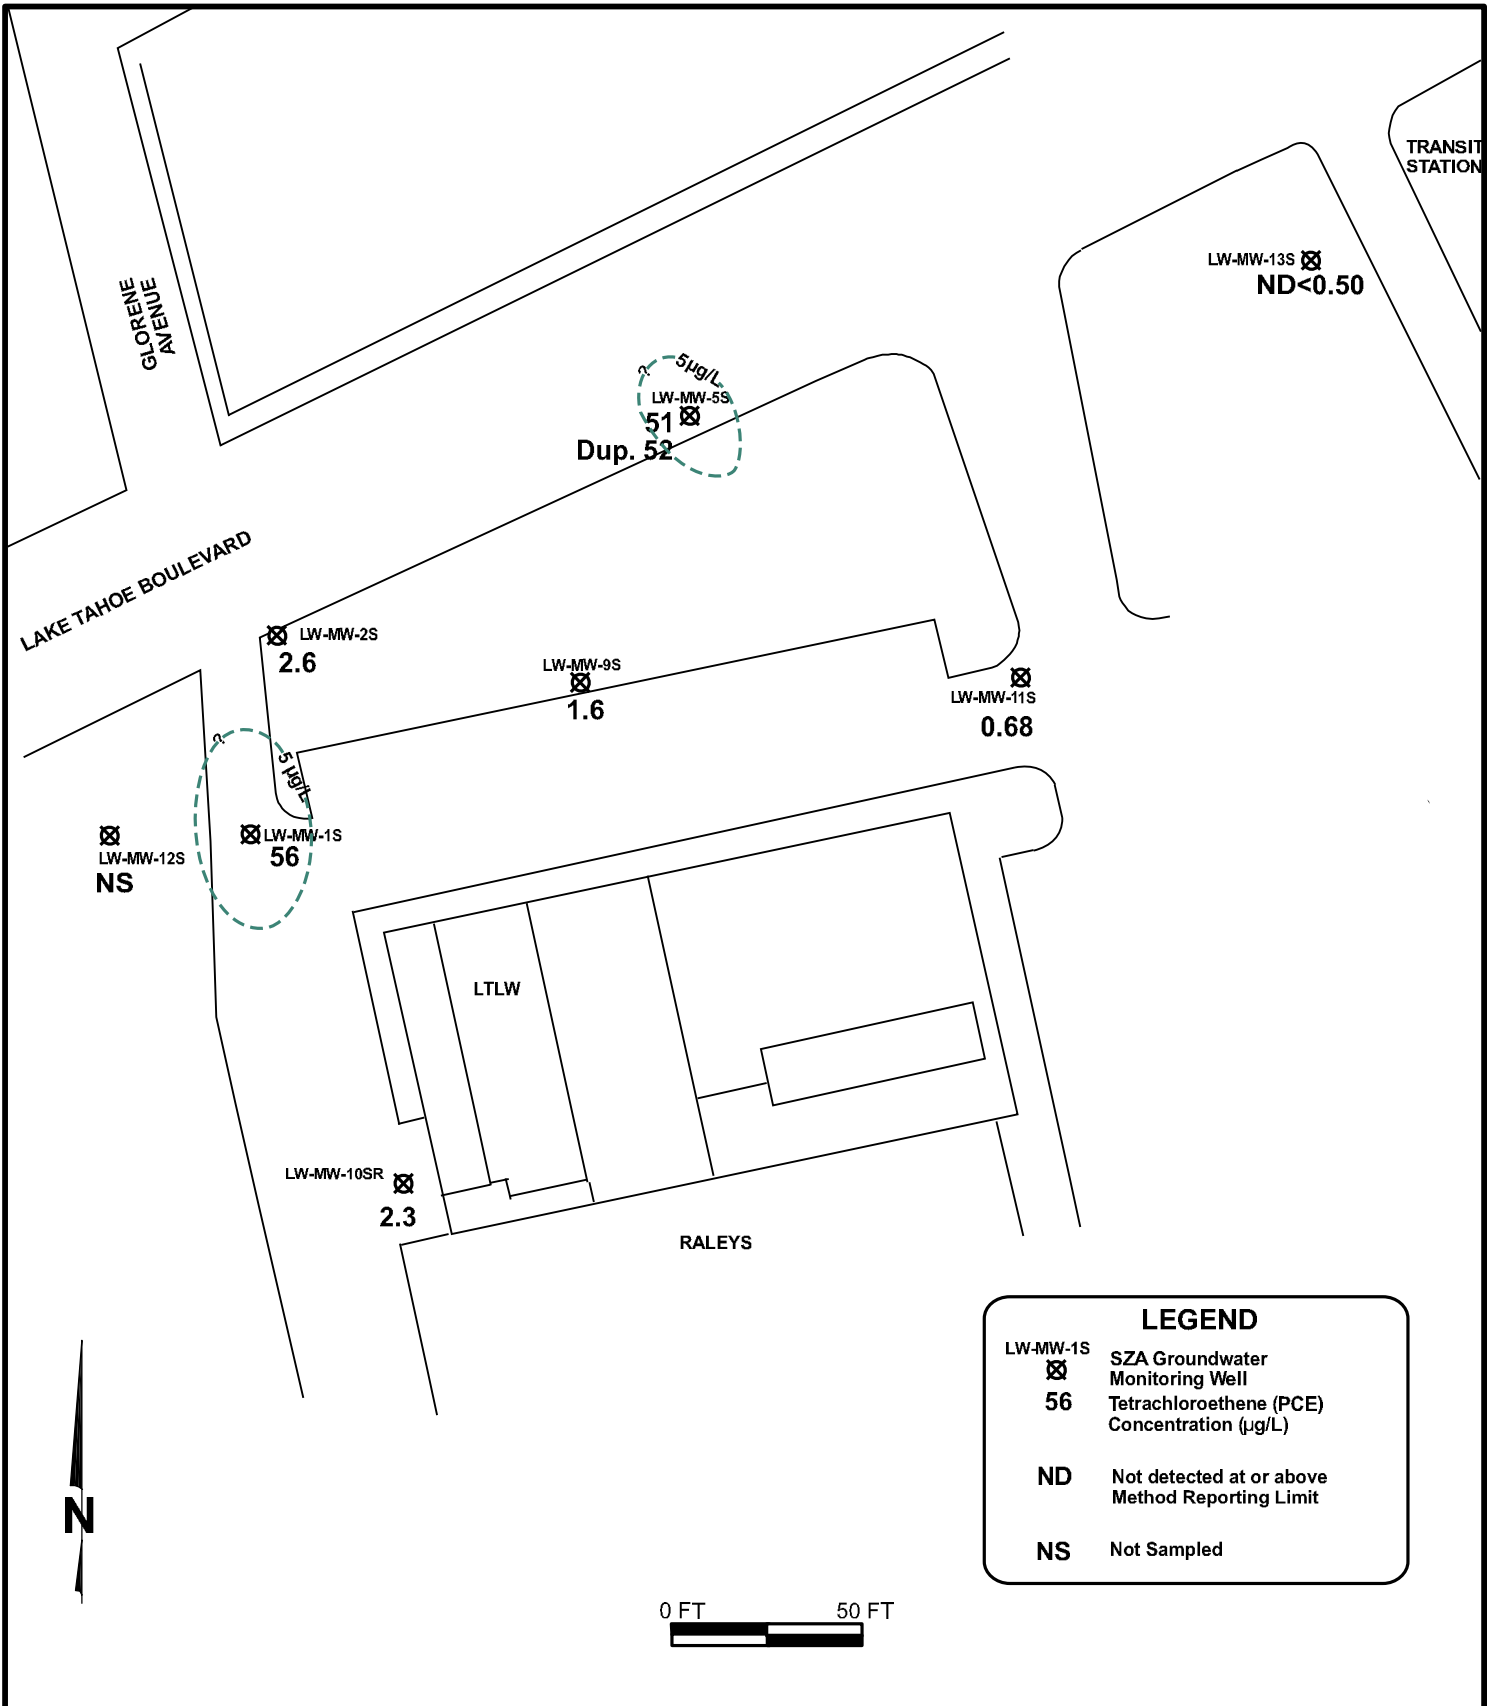 TRANSIT
STATION
LW-MW-13S
ND<0.50
GLORENE
AVENUE
?
5µg/L
LW-MW-5S
51
Dup. 52
LAKE TAHOE BOULEVARD
LW-MW-2S
2.6
LW-MW-9S
1.6
LW-MW-11S
0.68
?
5 µg/L
LW-MW-1S
56
LW-MW-12S
NS
LTLW
LW-MW-10SR
2.3
RALEYS
LEGEND
LW-MW-1S
SZA Groundwater
Monitoring Well
56
Tetrachloroethene (PCE)
Concentration (µg/L)
ND
Not detected at or above
Method Reporting Limit
NS
Not Sampled
N
0 FT
50 FT